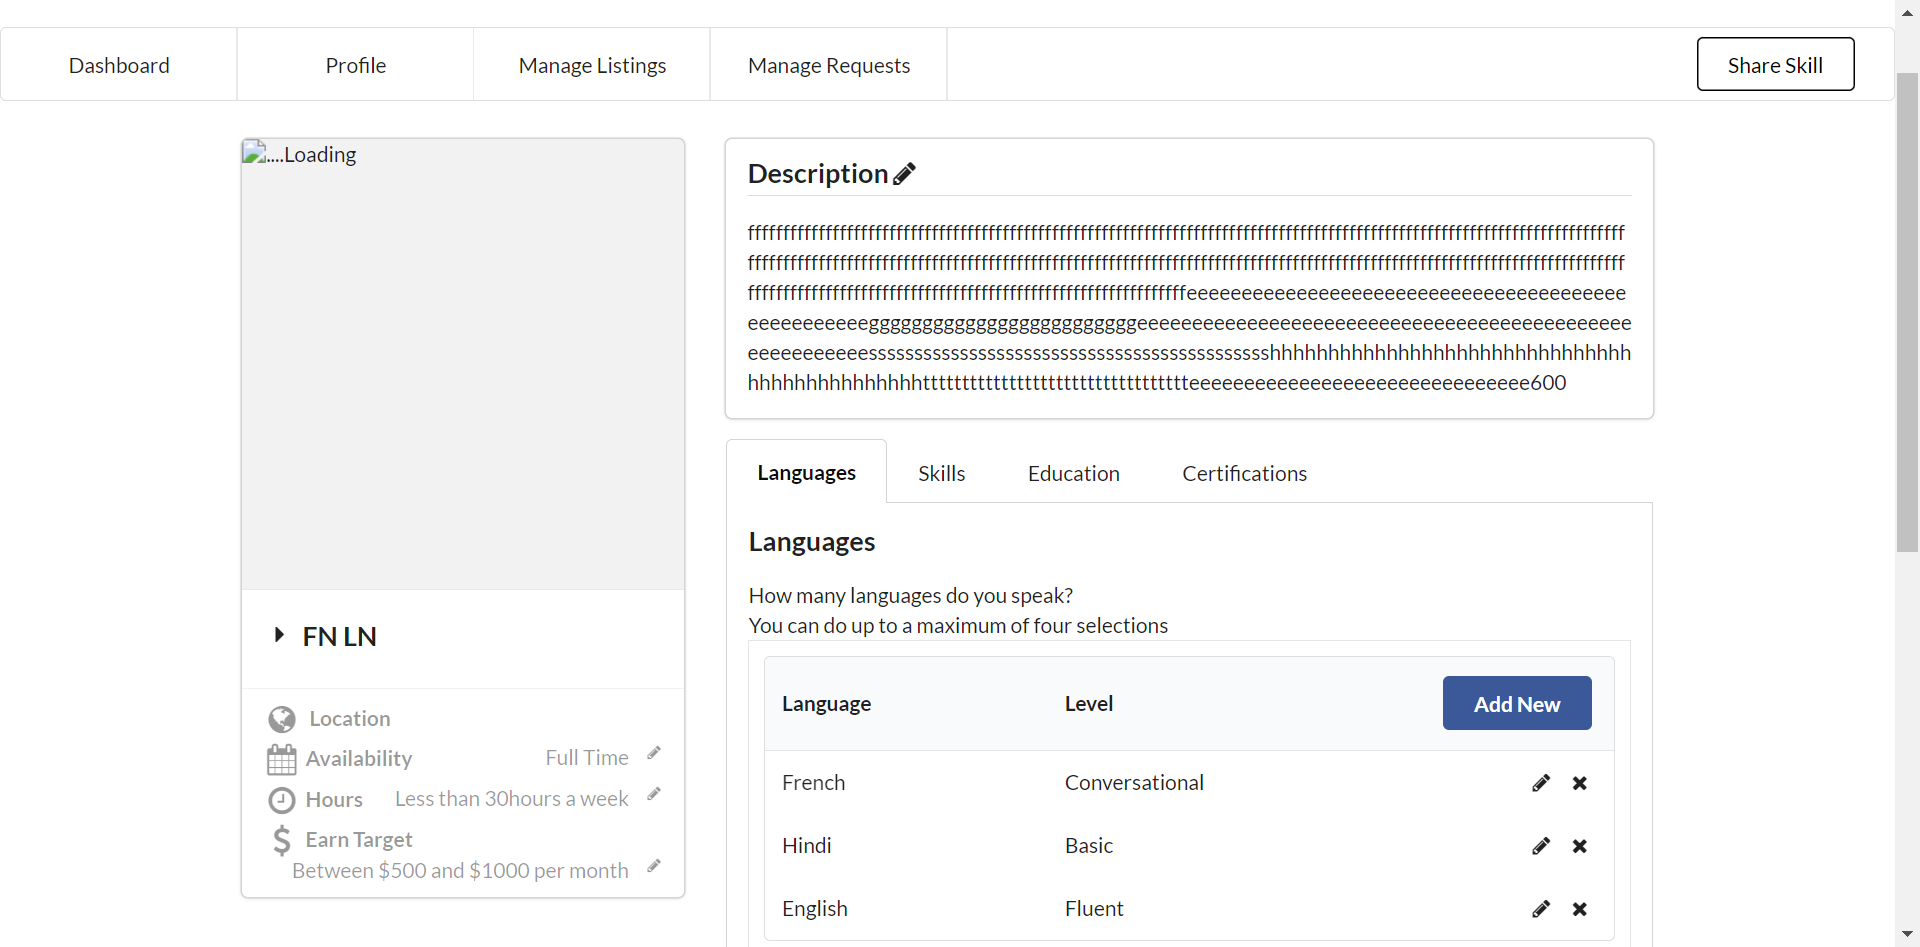 Dashboard
Profile
Manage Listings
Manage Requests
Share Skill
....Loading
FN LN
Location
Availability Full Time
Hours Less than 30hours a week
Earn Target
Between $500 and $1000 per month
Description
Languages
Skills
Education
Certifications
Languages
How many languages do you speak?
You can do up to a maximum of four selections
Language Level Add New
French Conversational
Hindi Basic
English Fluent